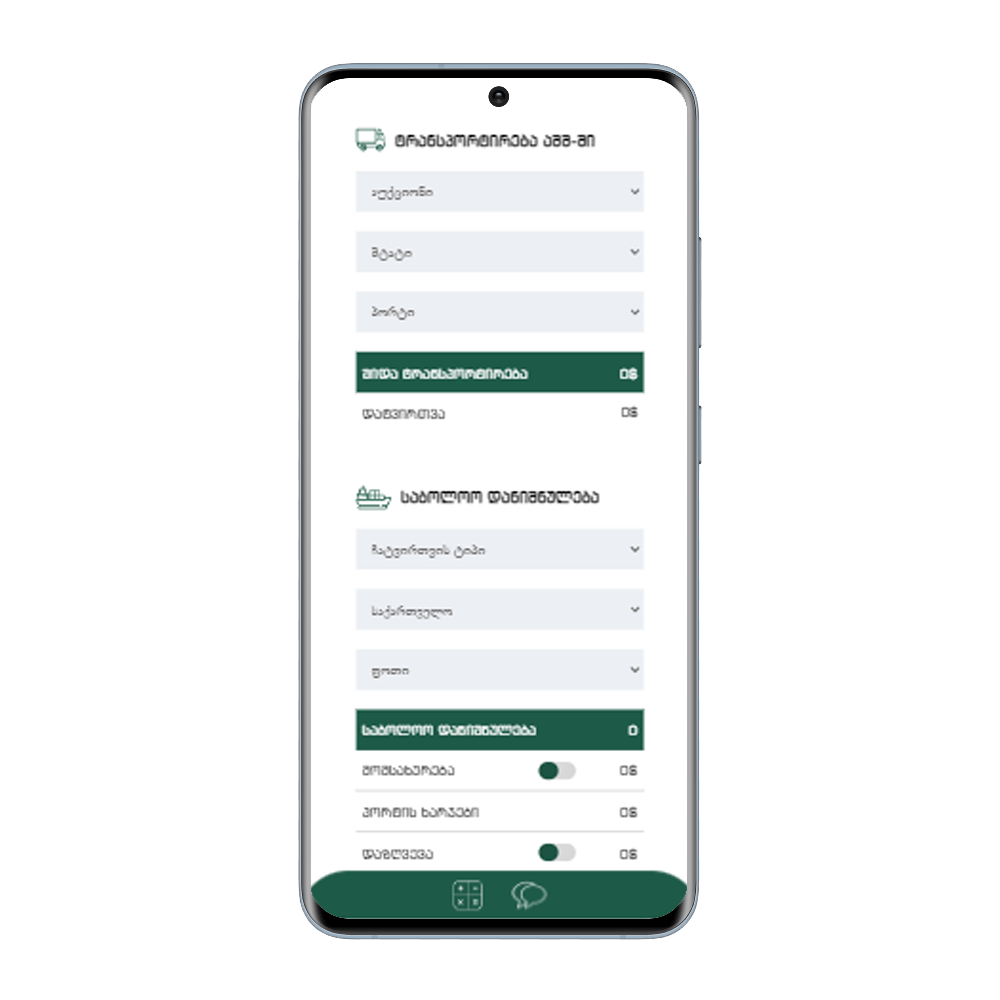 ტრანსპორტირება აშშ-ში
აუქციონი
შტატი
პორტი
შიდა ტრანსპორტირება 0$
დატვირთვა 0$
საბოლოო დანიშნულება
ჩატვირთვის ტიპი
საქართველო
ფოთი
საბოლოო დანიშნულება 0
მომსახურება 0$
პორტის ხარჯები 0$
დაზღვევა 0$